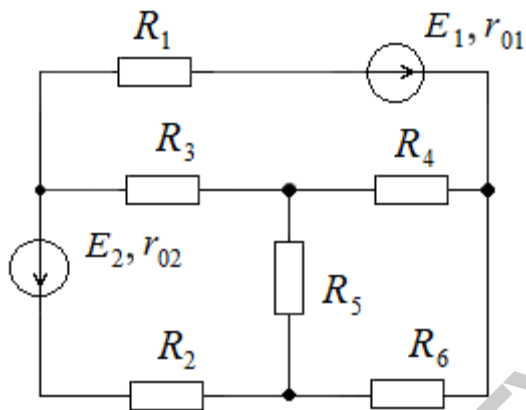 R₁
E₁, r₀₁
R₃
R₄
E₂, r₀₂
R₅
R₂
R₆